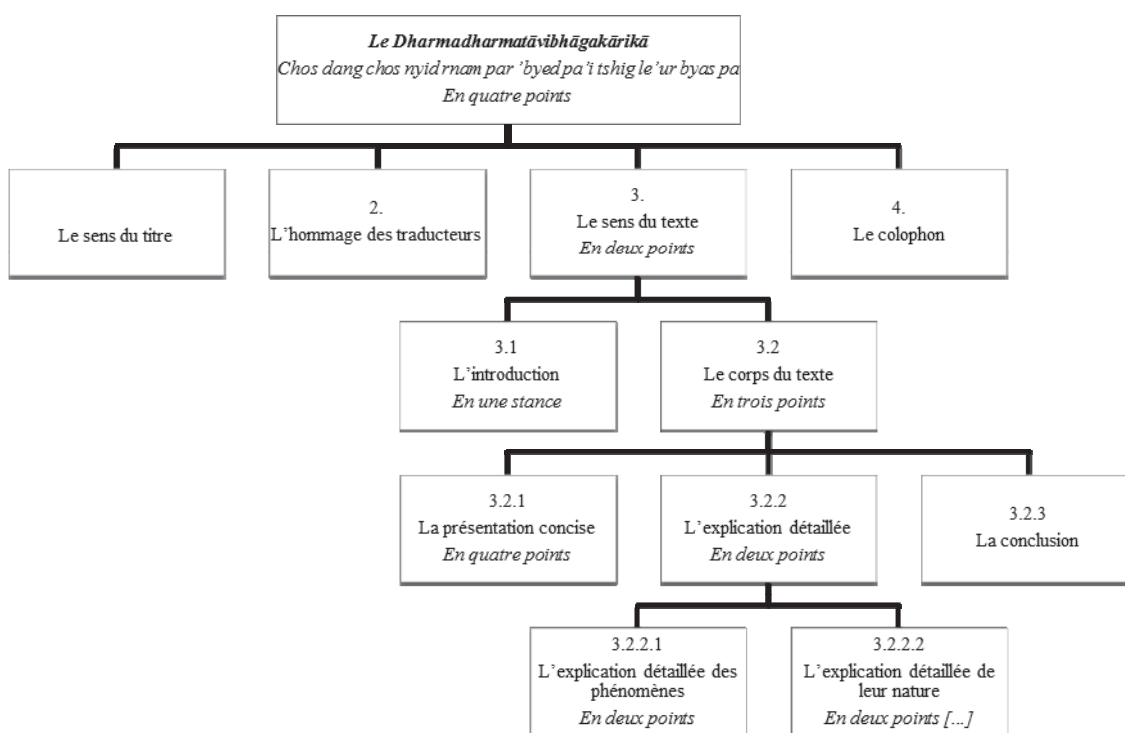 Le Dharmadharmatāvibhāgakārikā
Chos dang chos nyid rnam par ’byed pa’i tshig le’ur byas pa
En quatre points
Le sens du titre
2.
L’hommage des traducteurs
3.
Le sens du texte
En deux points
4.
Le colophon
3.1
L’introduction
En une stance
3.2
Le corps du texte
En trois points
3.2.1
La présentation concise
En quatre points
3.2.2
L’explication détaillée
En deux points
3.2.3
La conclusion
3.2.2.1
L’explication détaillée des
phénomènes
En deux points
3.2.2.2
L’explication détaillée de
leur nature
En deux points [...]